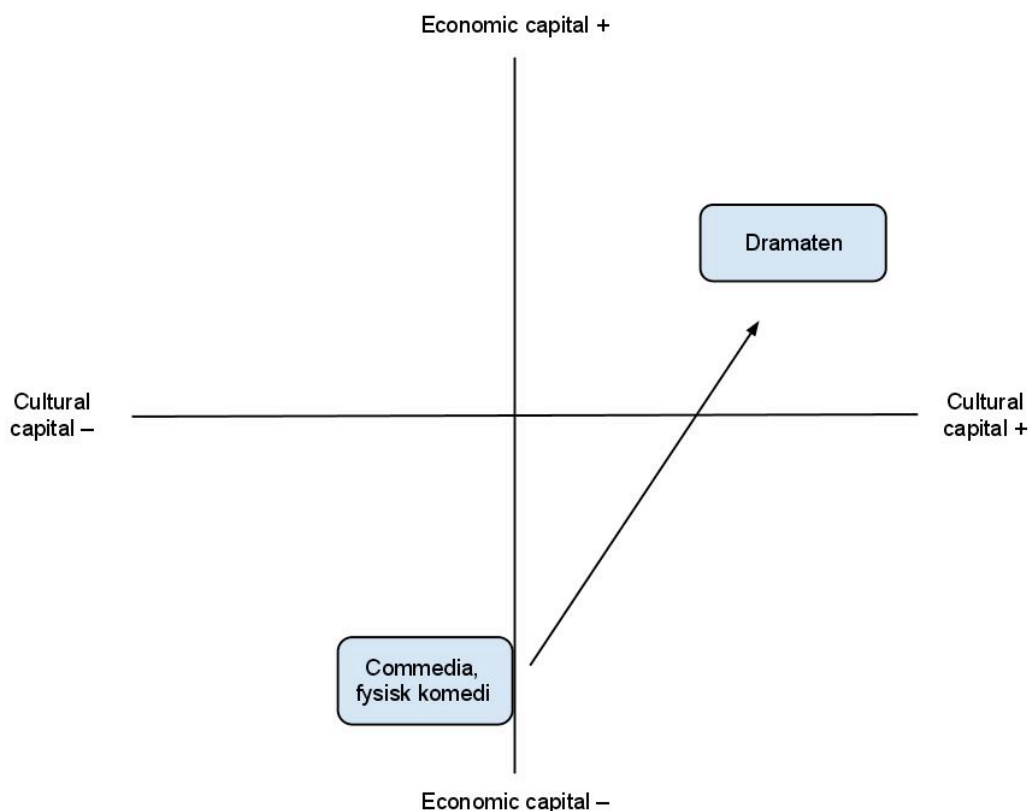 Economic capital +
Dramaten
Cultural
capital –
Cultural
capital +
Commedia,
fysisk komedi
Economic capital –